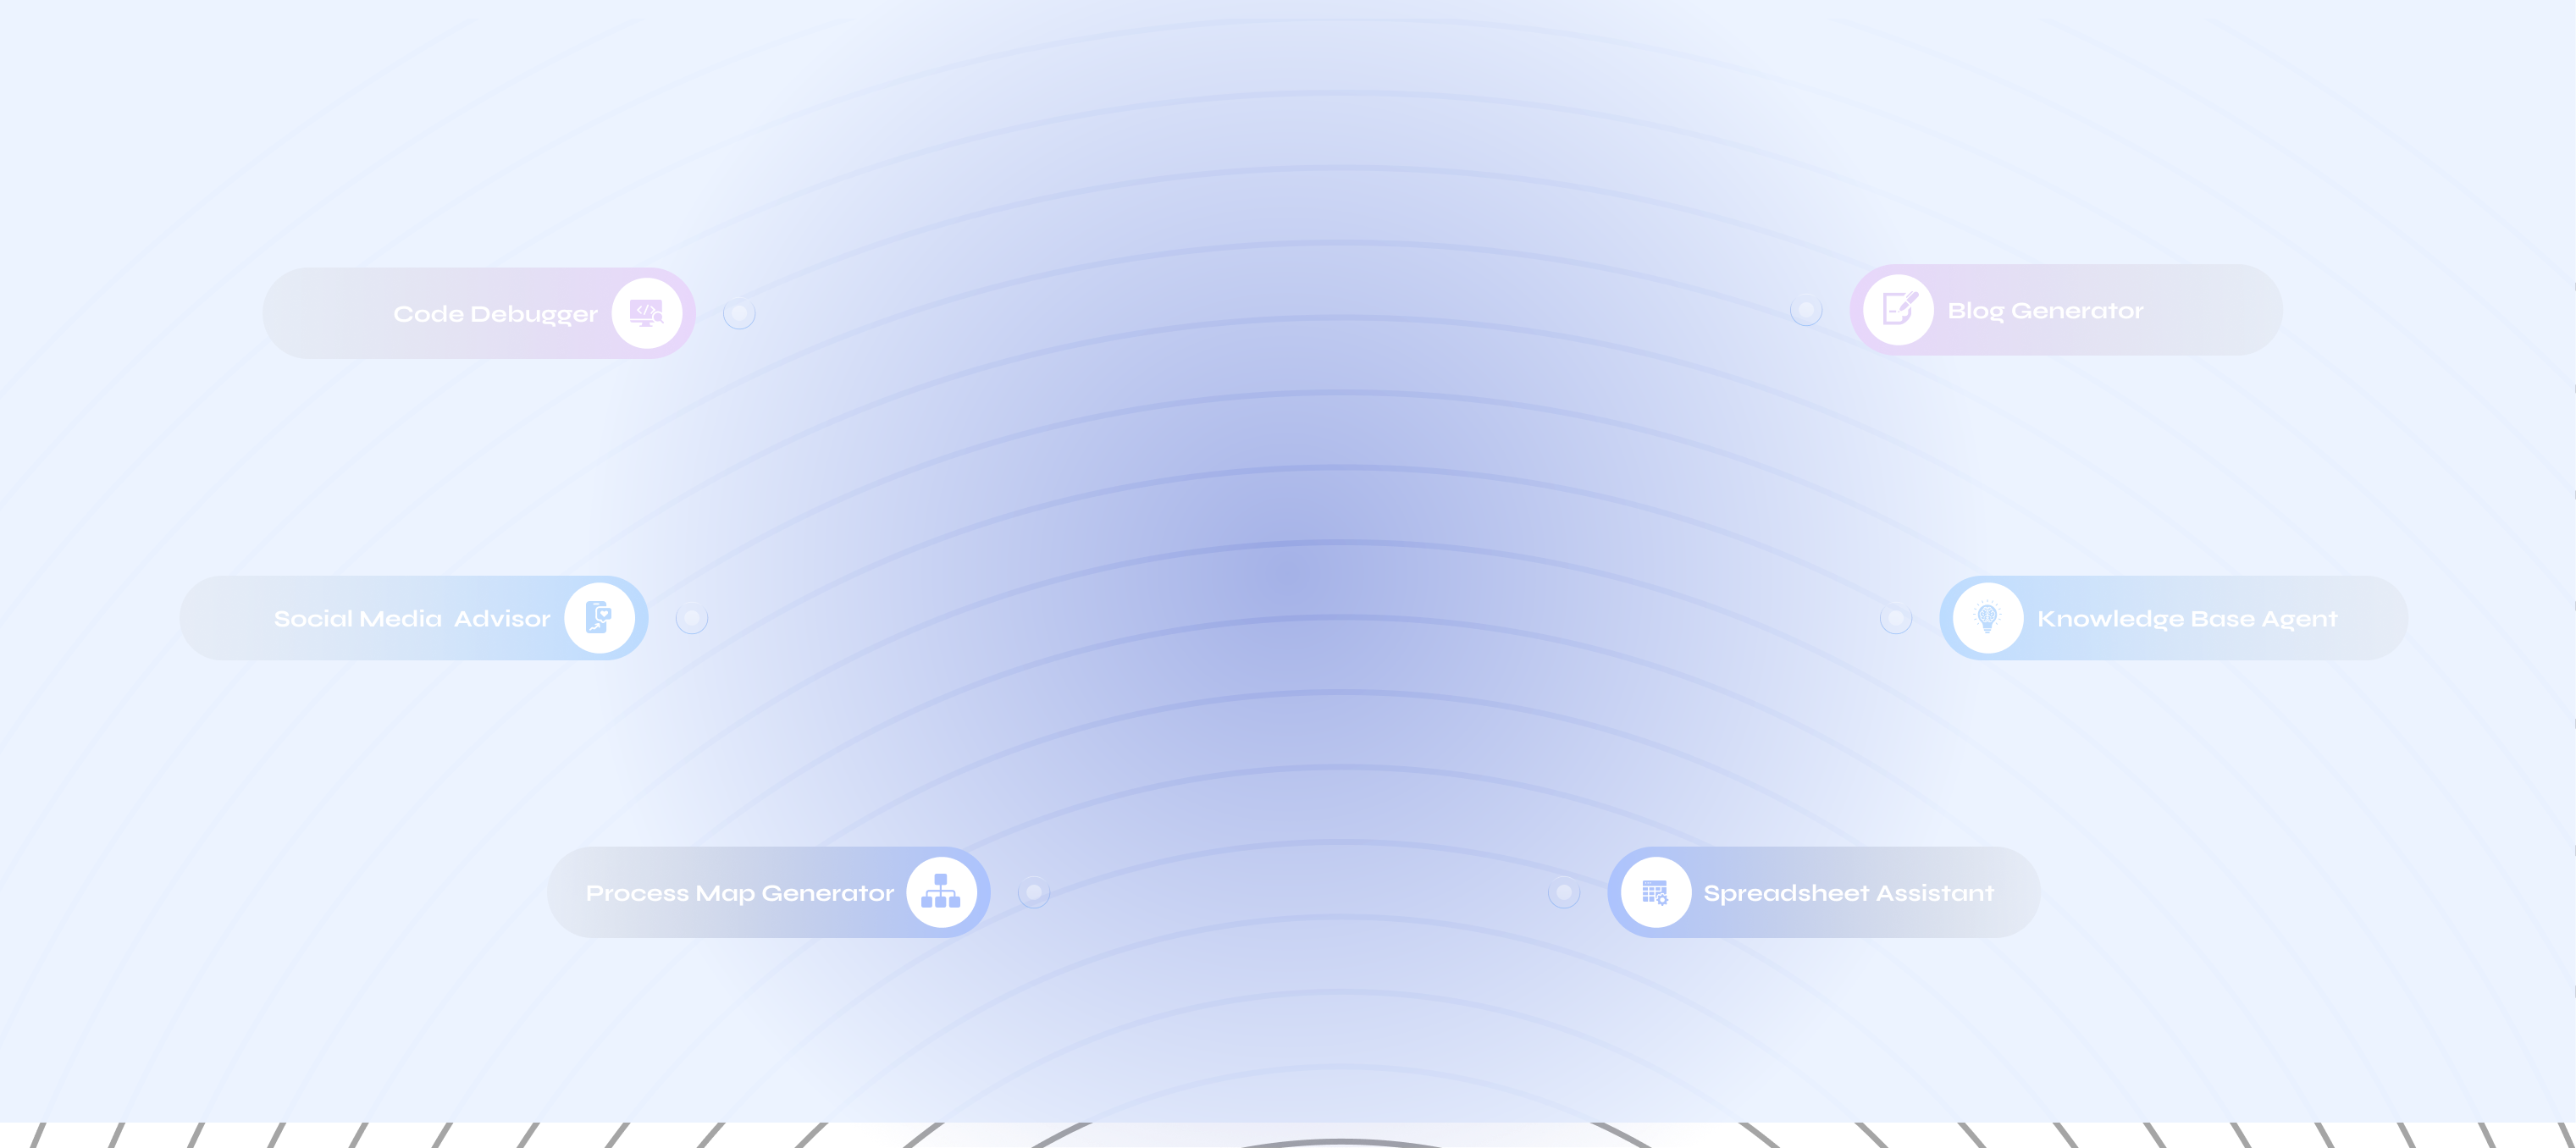 Code Debugger
Blog Generator
Social Media  Advisor
Knowledge Base Agent
Process Map Generator
Spreadsheet Assistant